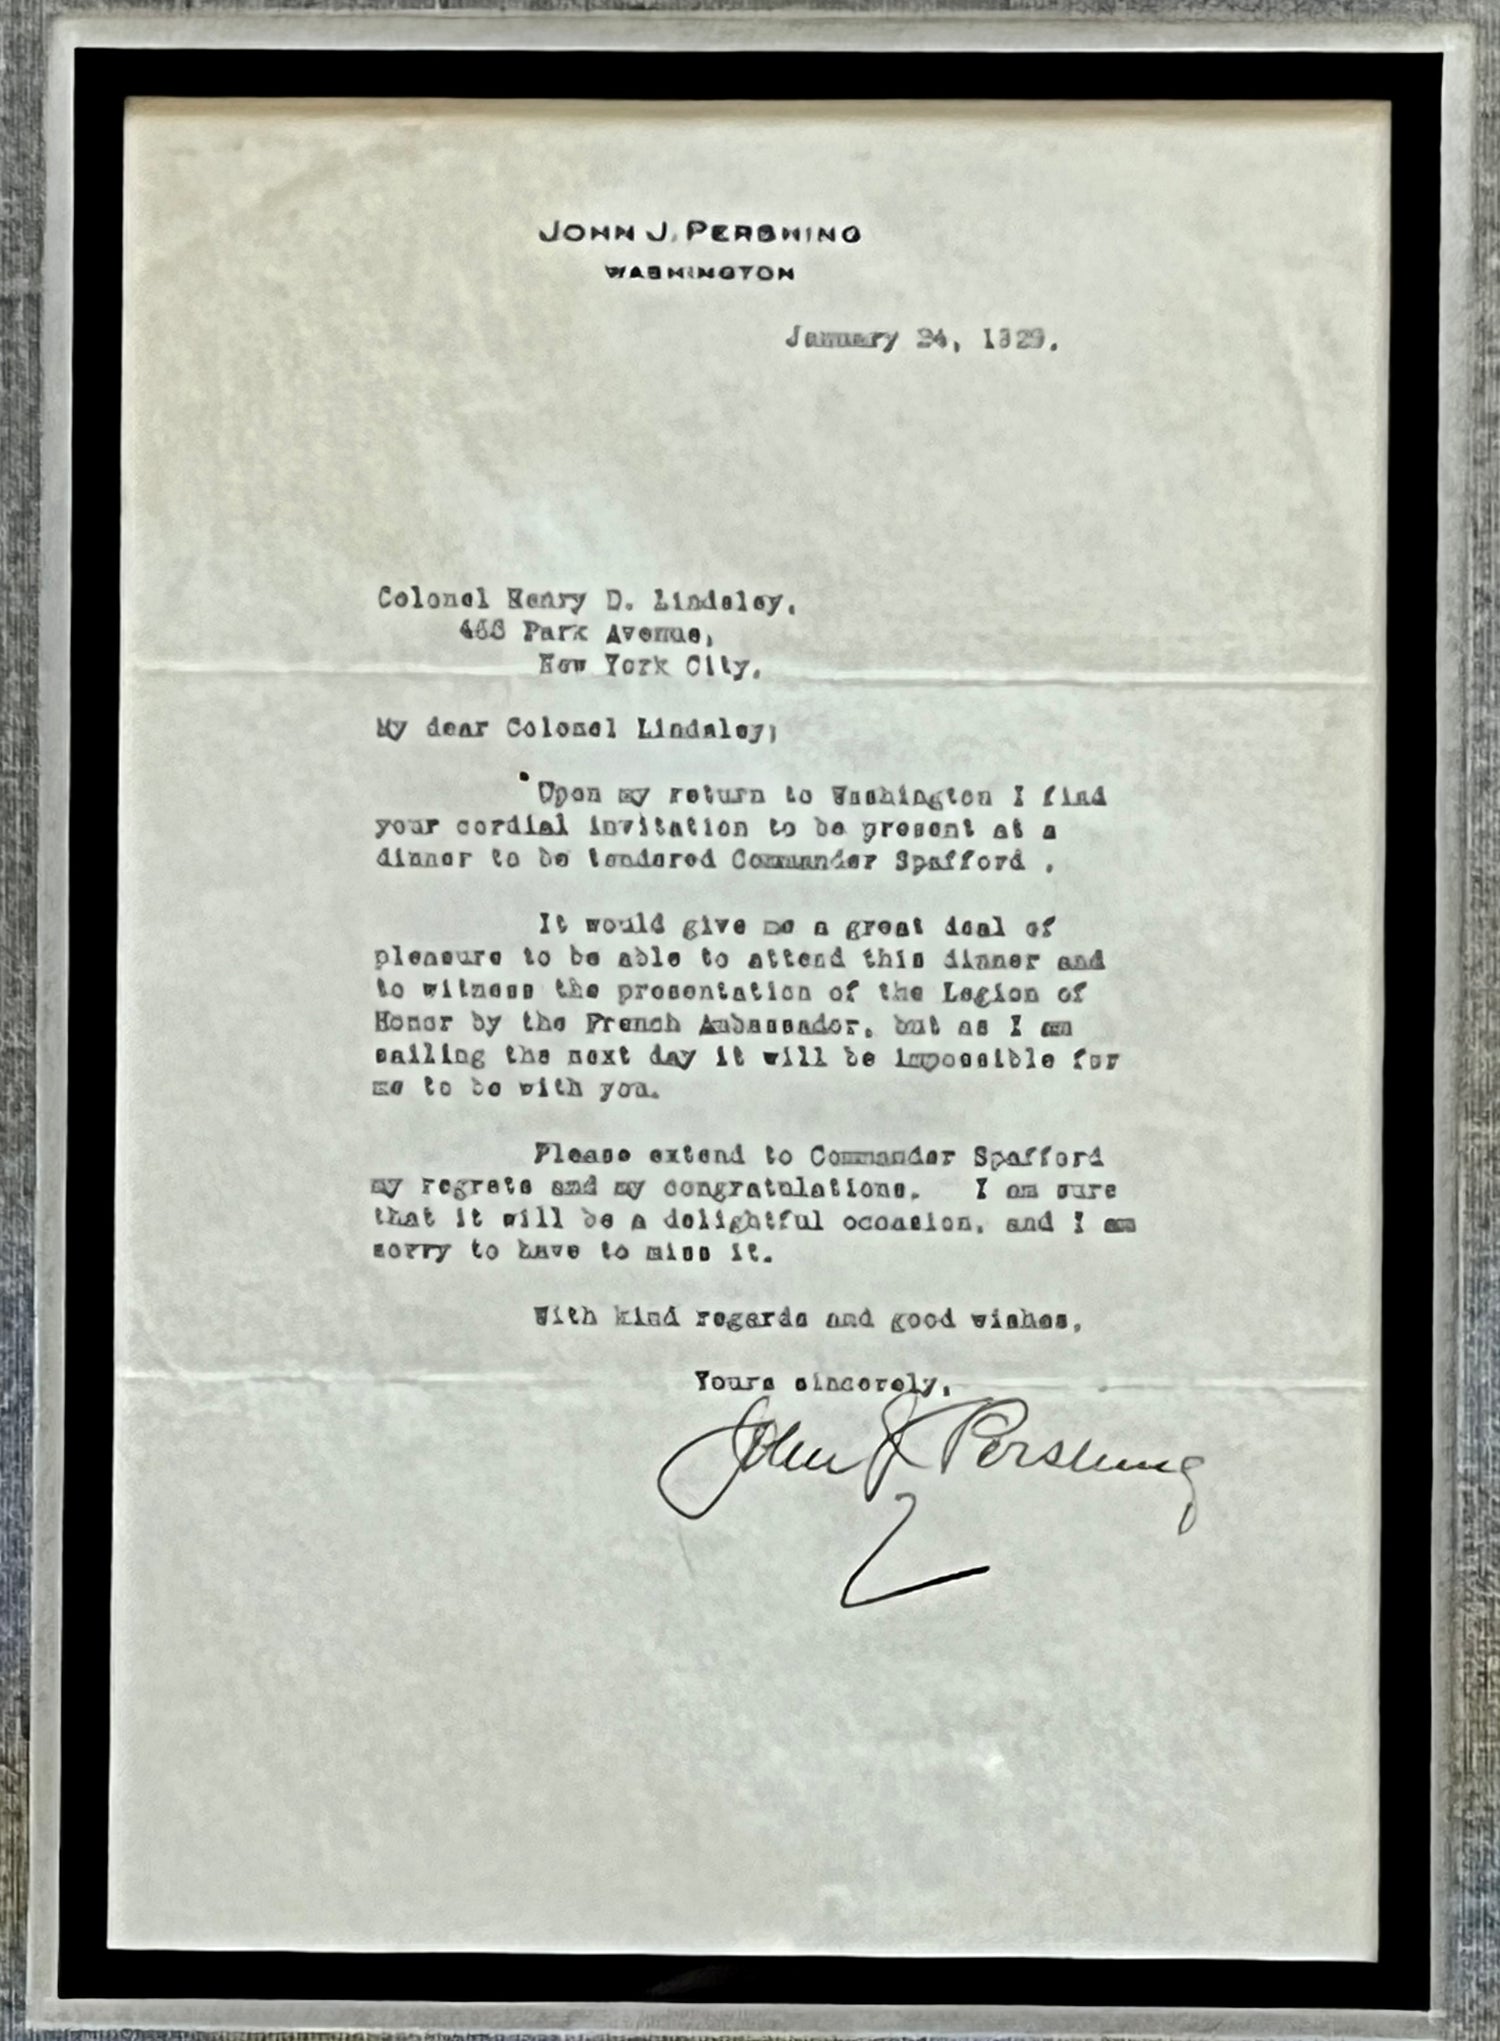 JOHN J. PERSHING
WASHINGTON
January 24, 1929.
Colonel Henry D. Lindsley,
Park Avenue,
New York City.
My dear Colonel Lindsley;
Upon my return to Washington I find
your cordial invitation to be present at a
dinner to be tendered Commander Spafford .
It would give me a great deal of
pleasure to be able to attend this dinner and
to witness the presentation of the Legion of
Honor by the French Ambassador, but as I am
sailing the next day it will be impossible for
me to be with you.
Please extend to Commander Spafford
my regrets and my congratulations. I am sure
that it will be a delightful occasion, and I am
sorry to have to miss it.
With kind regards and good wishes,
Yours sincerely,
John J Pershing